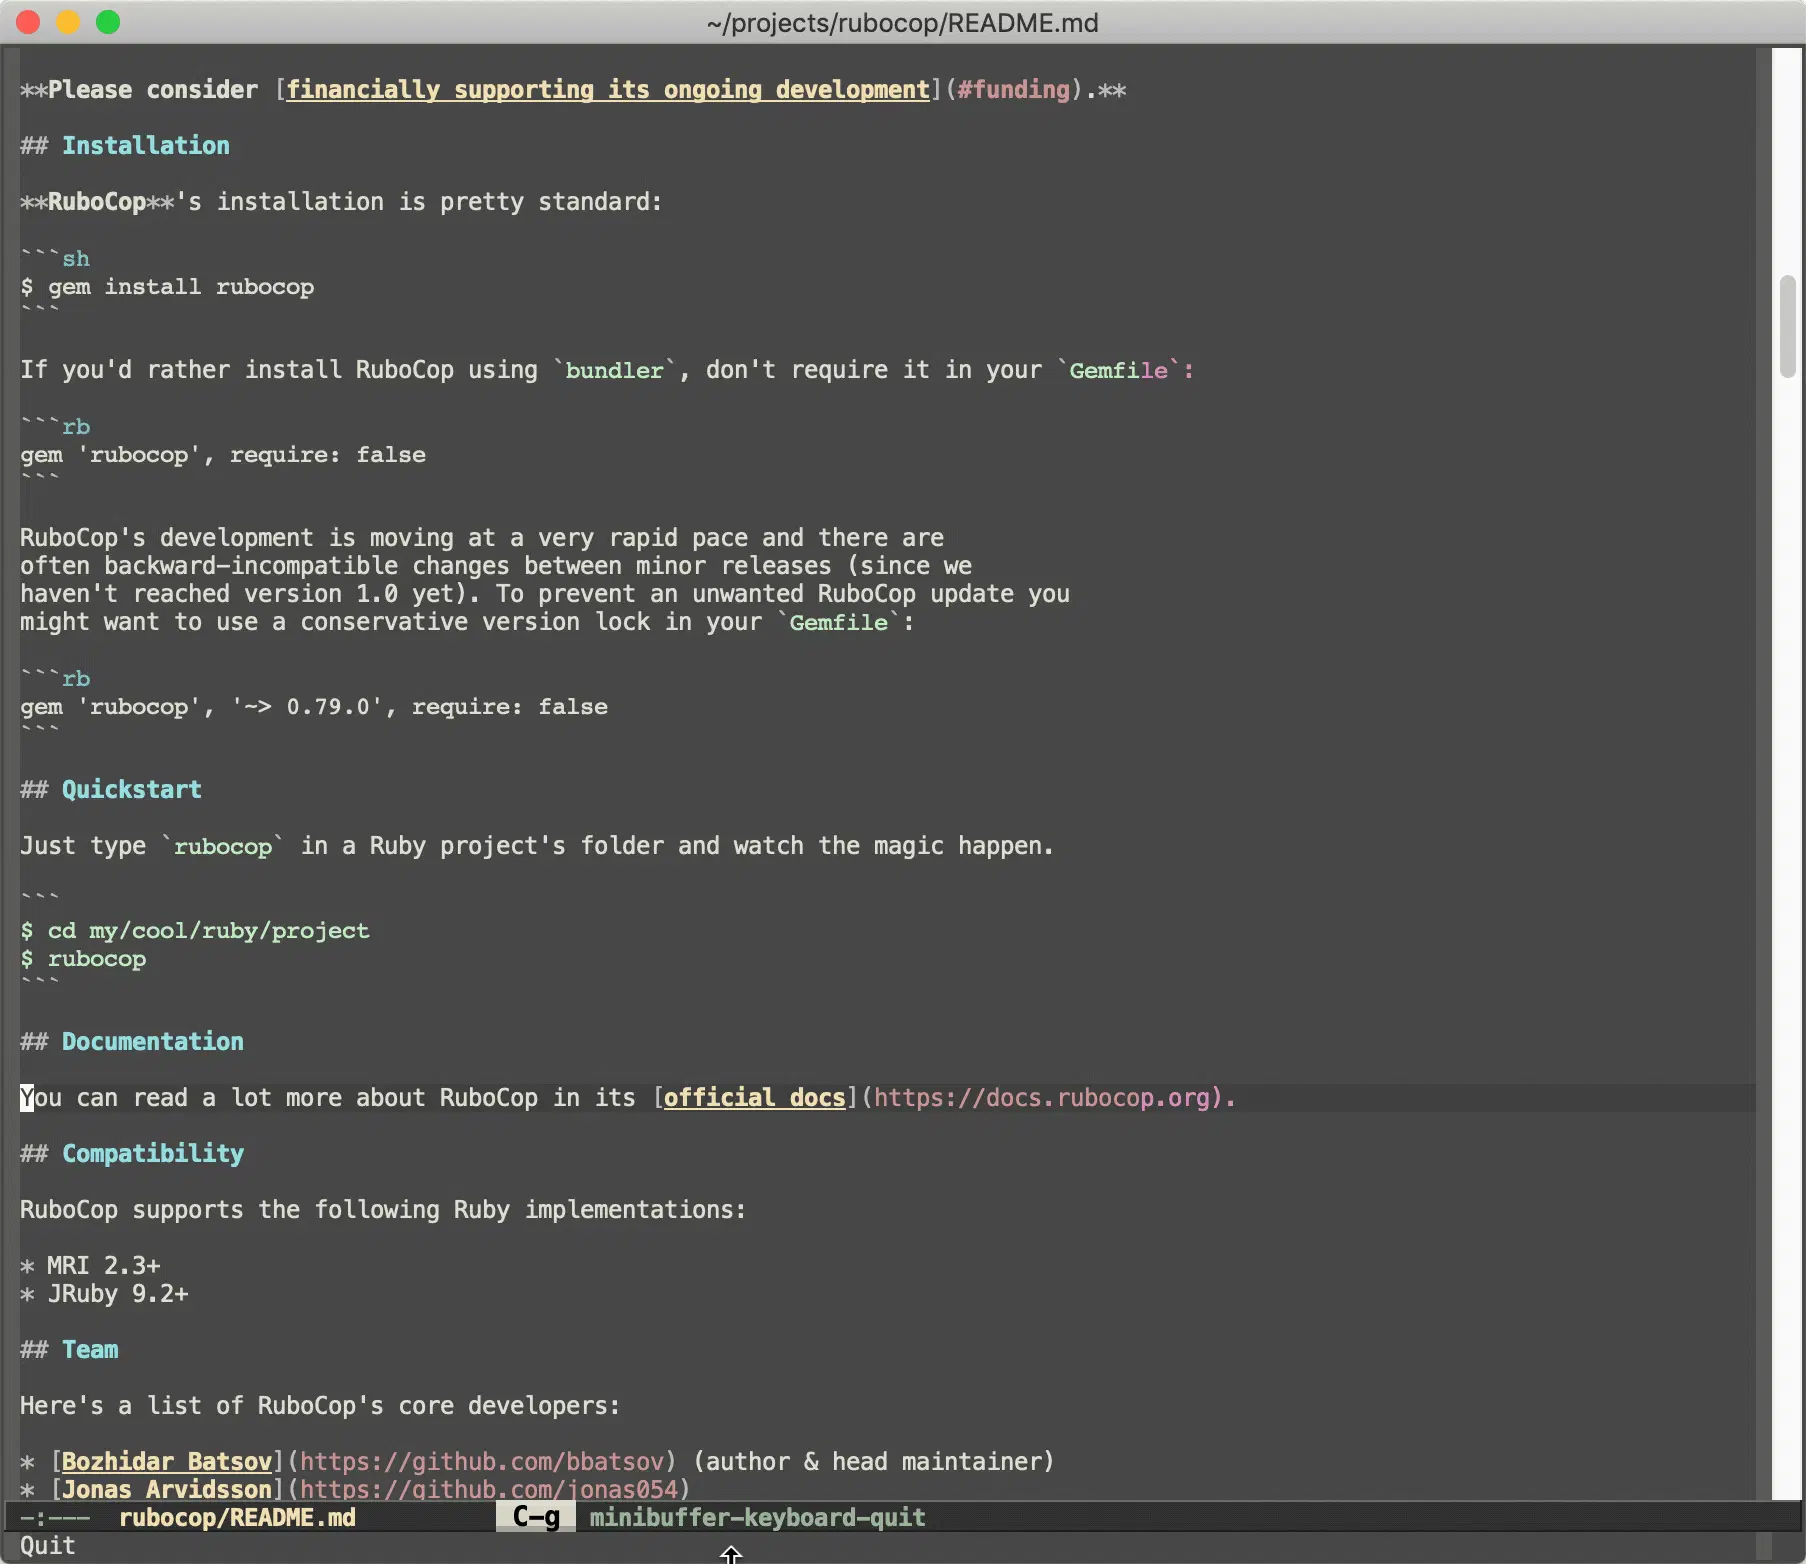 ~/projects/rubocop/README.md
**Please consider [financially supporting its ongoing development](#funding).**
## Installation
**RuboCop**'s installation is pretty standard:
```sh
$ gem install rubocop
```
If you'd rather install RuboCop using `bundler`, don't require it in your `Gemfile`:
```rb
gem 'rubocop', require: false
```
RuboCop's development is moving at a very rapid pace and there are
often backward-incompatible changes between minor releases (since we
haven't reached version 1.0 yet). To prevent an unwanted RuboCop update you
might want to use a conservative version lock in your `Gemfile`:
```rb
gem 'rubocop', '~> 0.79.0', require: false
```
## Quickstart
Just type `rubocop` in a Ruby project's folder and watch the magic happen.
```
$ cd my/cool/ruby/project
$ rubocop
```
## Documentation
You can read a lot more about RuboCop in its [official docs](https://docs.rubocop.org).
## Compatibility
RuboCop supports the following Ruby implementations:
* MRI 2.3+
* JRuby 9.2+
## Team
Here's a list of RuboCop's core developers:
* [Bozhidar Batsov](https://github.com/bbatsov) (author & head maintainer)
* [Jonas Arvidsson](https://github.com/jonas054)
-:--- rubocop/README.md C-g minibuffer-keyboard-quit
Quit